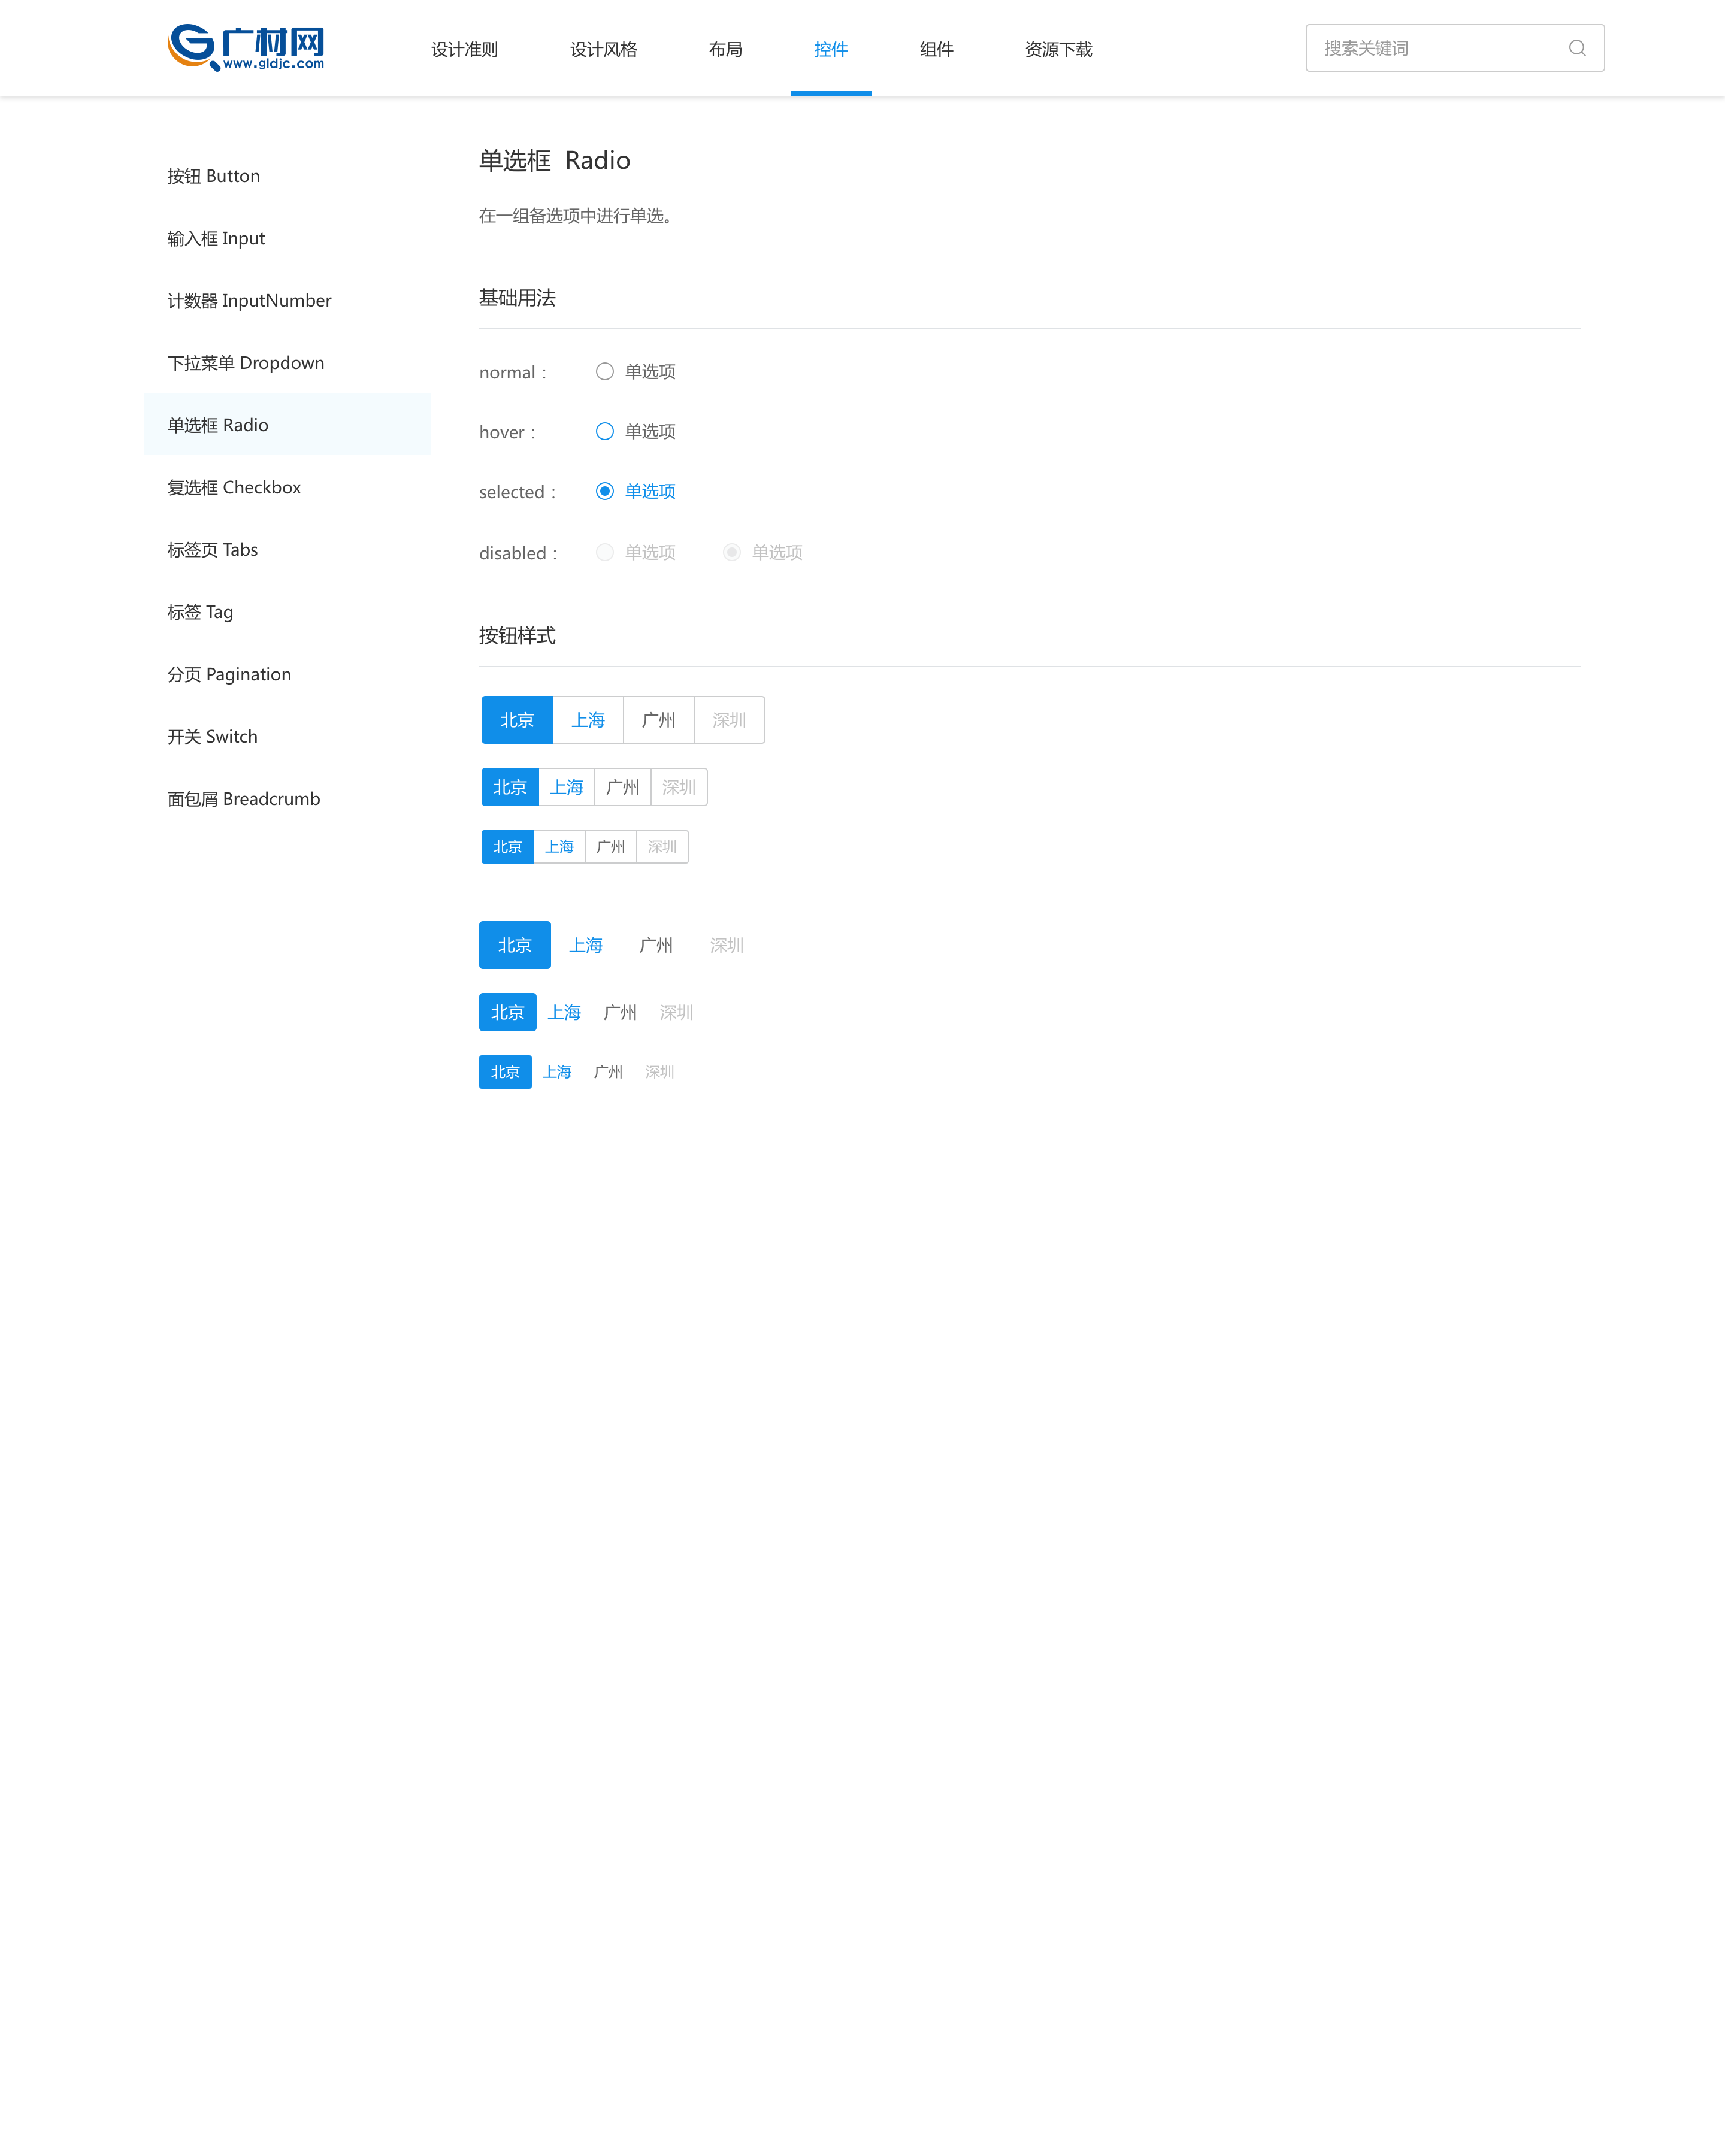 广材网
www.gldjc.com
设计准则 设计风格 布局 控件 组件 资源下载
搜索关键词
按钮 Button
输入框 Input
计数器 InputNumber
下拉菜单 Dropdown
单选框 Radio
复选框 Checkbox
标签页 Tabs
标签 Tag
分页 Pagination
开关 Switch
面包屑 Breadcrumb
单选框 Radio
在一组备选项中进行单选。
基础用法
normal： 单选项
hover： 单选项
selected： 单选项
disabled： 单选项 单选项
按钮样式
北京 上海 广州 深圳
北京 上海 广州 深圳
北京 上海 广州 深圳
北京 上海 广州 深圳
北京 上海 广州 深圳
北京 上海 广州 深圳